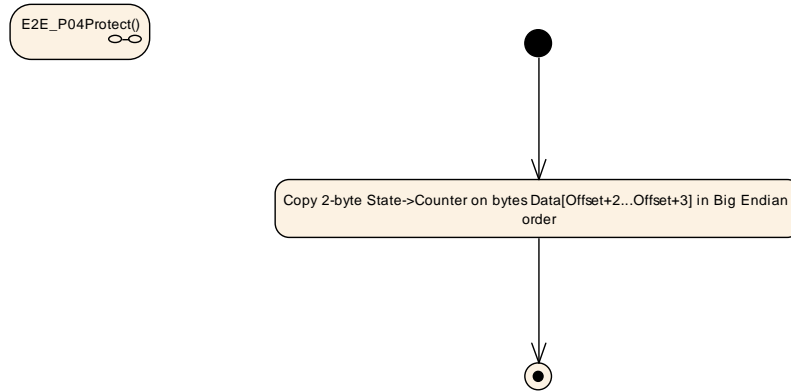 E2E_P04Protect()
Copy 2-byte State->Counter on bytes Data[Offset+2...Offset+3] in Big Endian
order